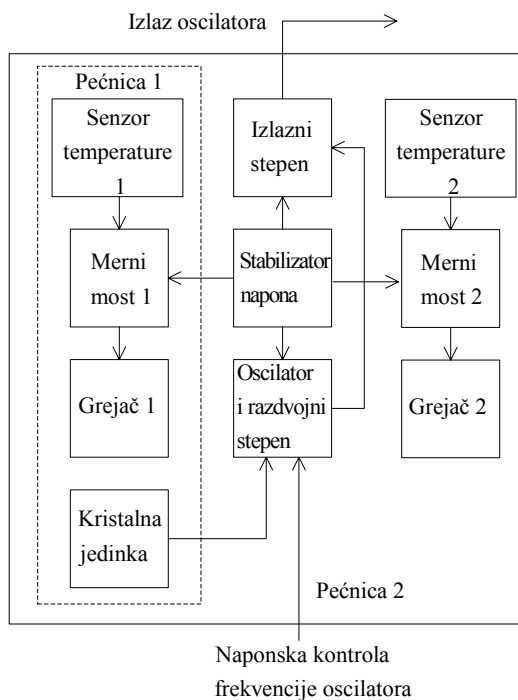 Izlaz oscilatora
Pećnica 1
Senzor
temperature
1
Izlazni
stepen
Senzor
temperature
2
Merni
most 1
Stabilizator
napona
Merni
most 2
Grejač 1
Oscilator
i razdvojni
stepen
Grejač 2
Kristalna
jedinka
Pećnica 2
Naponska kontrola
frekvencije oscilatora